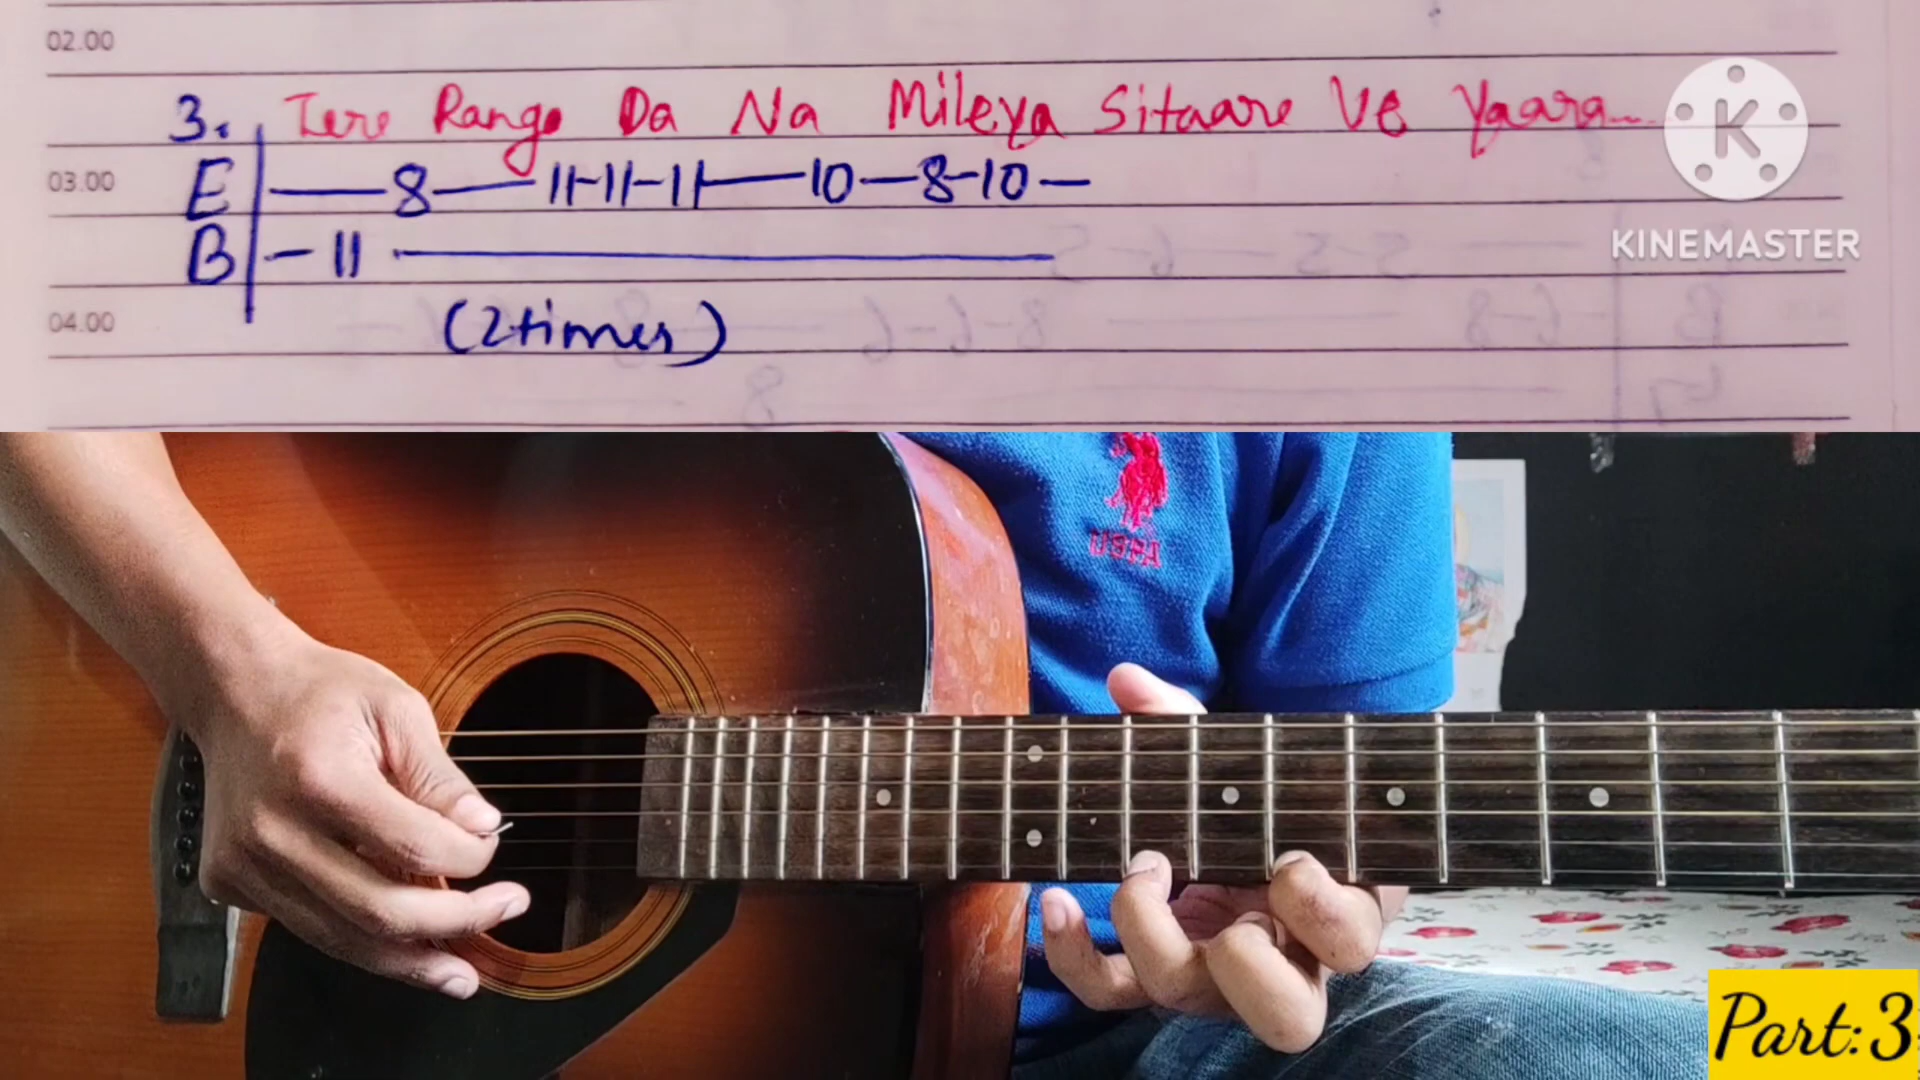 02.00
3. Tere Range Da Na Mileya Sitaare Ve Yaara...
03.00 E|——8——11-11-11——10—8-10—
B|-11————————
04.00 (2times)
KINEMASTER
USPA
Part:3